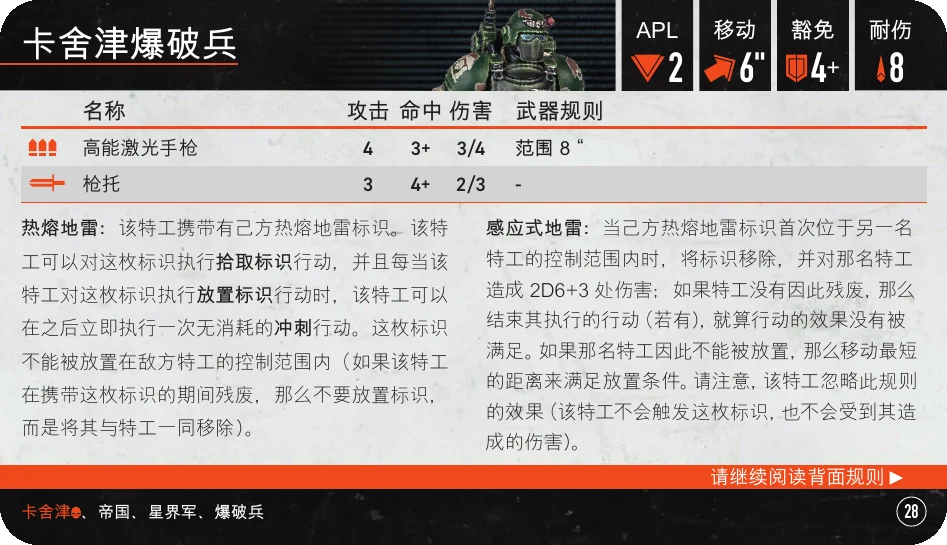 卡舍津爆破兵
APL 移动 豁免 耐伤
2 6" 4+ 8
名称 攻击 命中 伤害 武器规则
高能激光手枪 4 3+ 3/4 范围 8 “
枪托 3 4+ 2/3 -
热熔地雷：该特工携带有己方热熔地雷标识。该特
工可以对这枚标识执行拾取标识行动，并且每当该
特工对这枚标识执行放置标识行动时，该特工可以
在之后立即执行一次无消耗的冲刺行动。这枚标识
不能被放置在敌方特工的控制范围内（如果该特工
在携带这枚标识的期间残废，那么不要放置标识，
而是将其与特工一同移除）。
感应式地雷：当己方热熔地雷标识首次位于另一名
特工的控制范围内时，将标识移除，并对那名特工
造成 2D6+3 处伤害；如果特工没有因此残废，那么
结束其执行的行动（若有），就算行动的效果没有被
满足。如果那名特工因此不能被放置，那么移动最短
的距离来满足放置条件。请注意，该特工忽略此规则
的效果（该特工不会触发这枚标识，也不会受到其造
成的伤害）。
请继续阅读背面规则
卡舍津、帝国、星界军、爆破兵
28